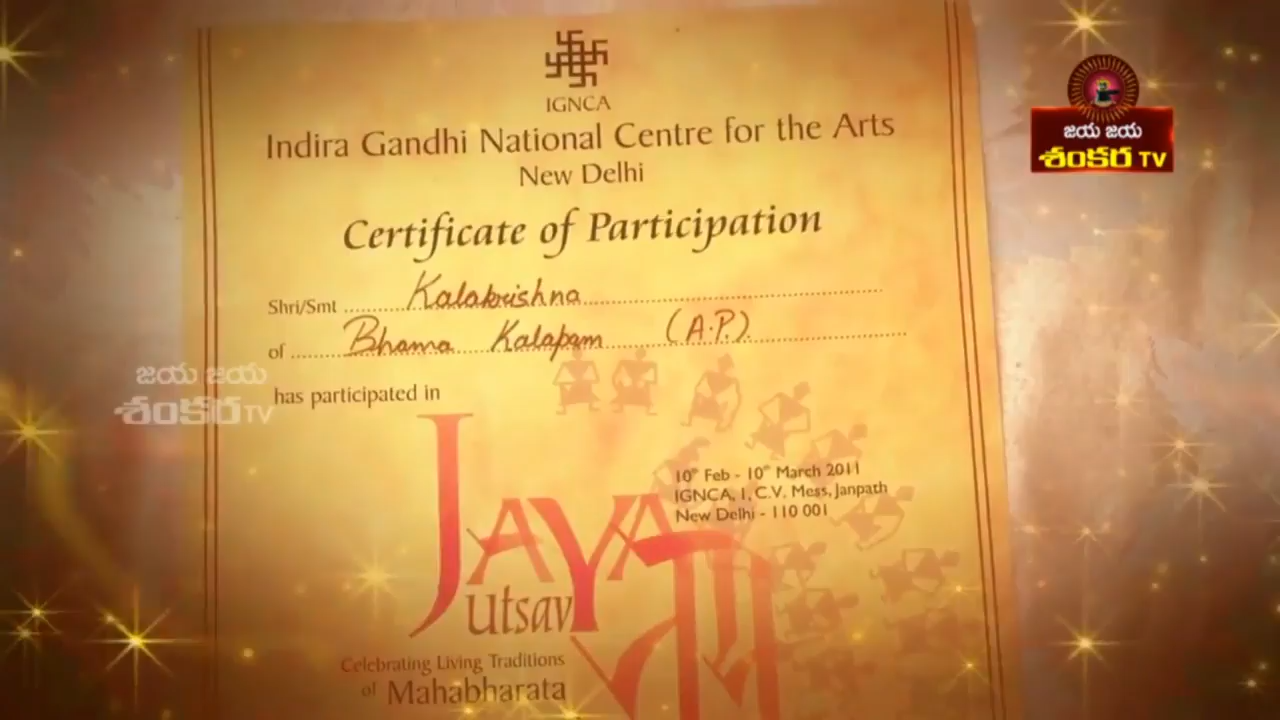 IGNCA
Indira Gandhi National Centre for the Arts
New Delhi
Certificate of Participation
Shri/Smt Kalakrishna
of Bhama Kalapam (A.P.)
has participated in
10th Feb - 10th March 2011
IGNCA, 1, C.V. Mess, Janpath
New Delhi - 110 001
JAYA
utsav
जय
Celebrating Living Traditions
of Mahabharata
జయ జయ
శంకర TV
జయ జయ
శంకర TV